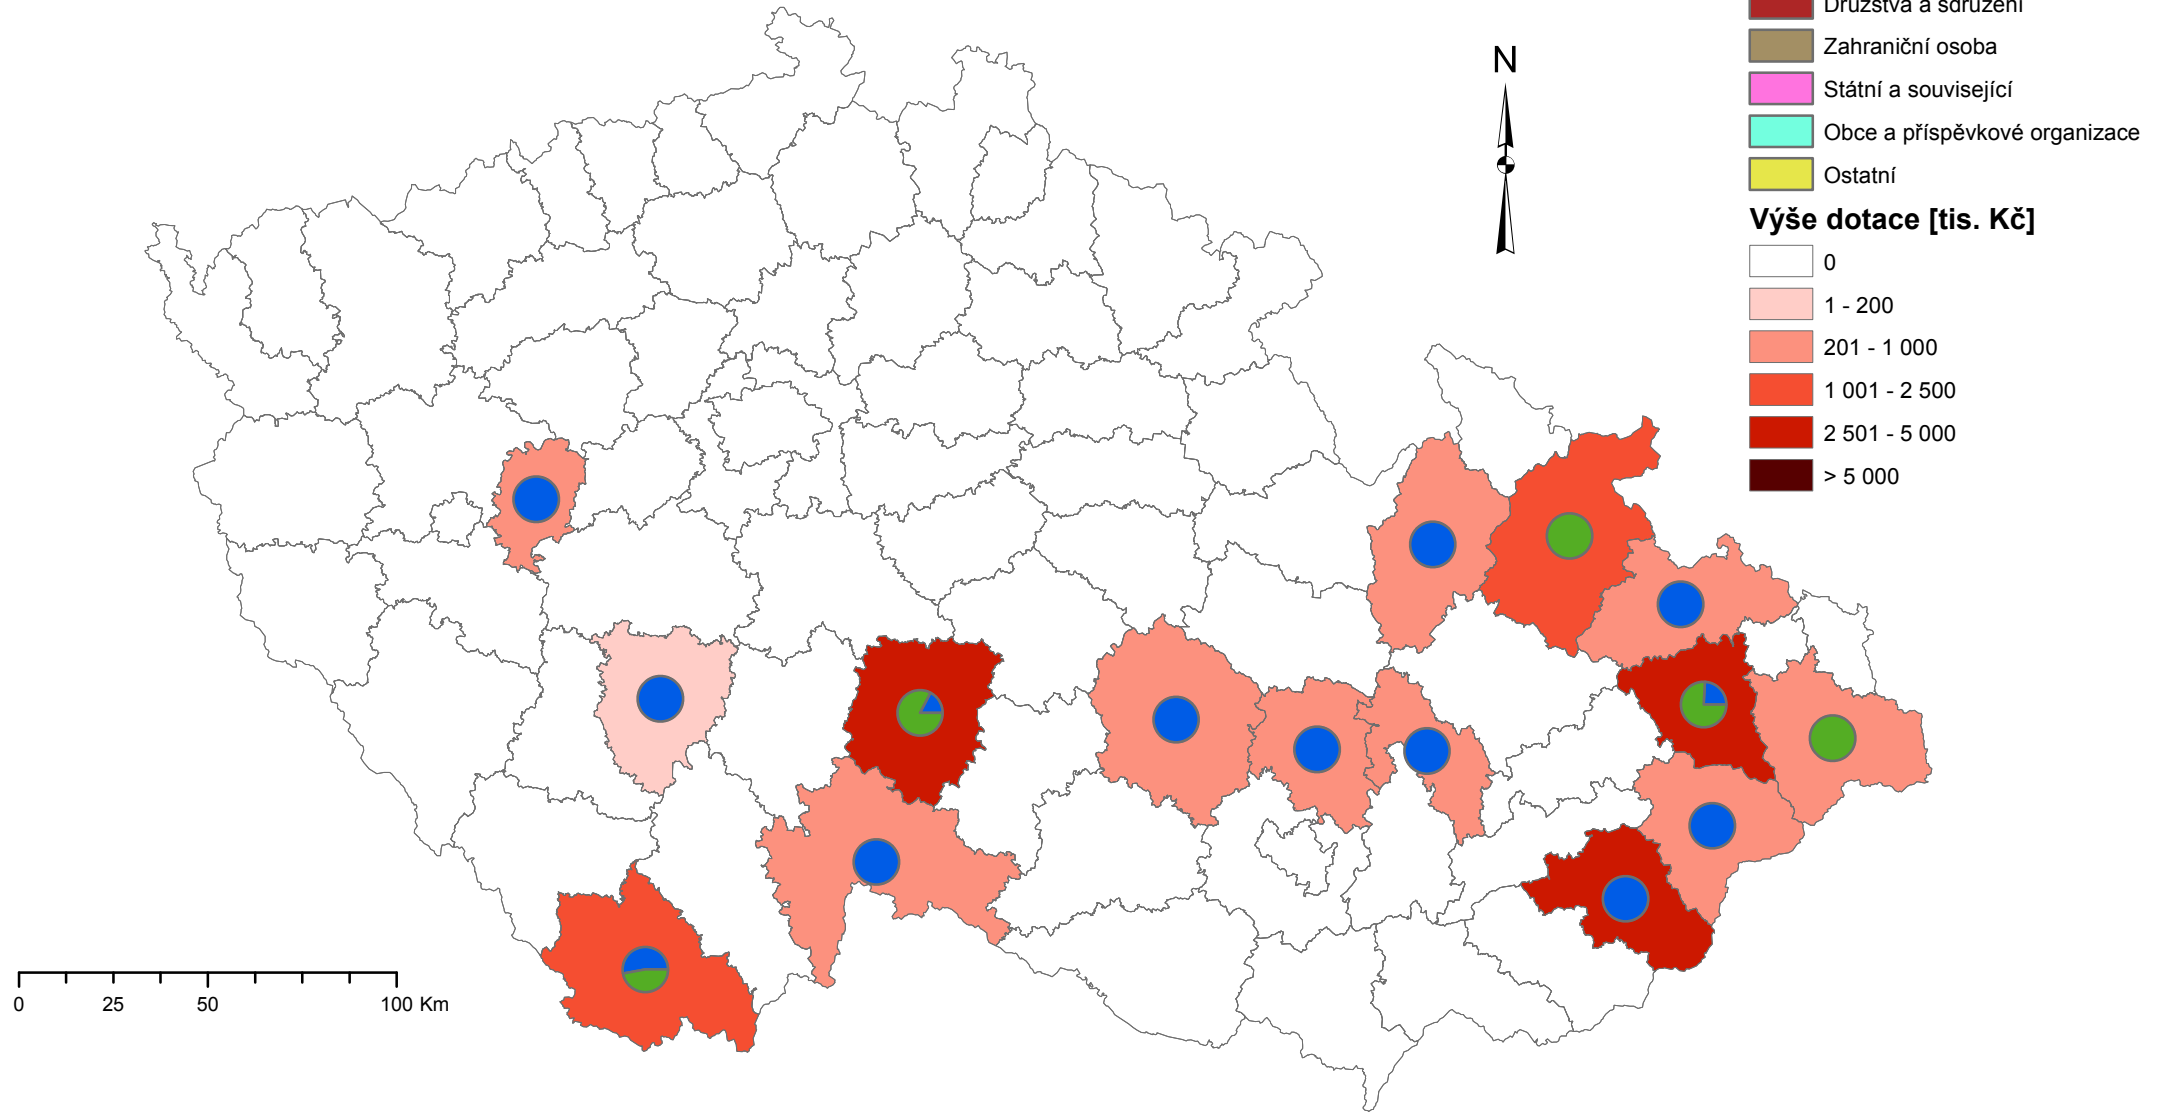 Družstva a sdružení
Zahraniční osoba
Státní a související
Obce a příspěvkové organizace
Ostatní
Výše dotace [tis. Kč]
0
1 - 200
201 - 1 000
1 001 - 2 500
2 501 - 5 000
> 5 000
N
0 25 50 100 Km